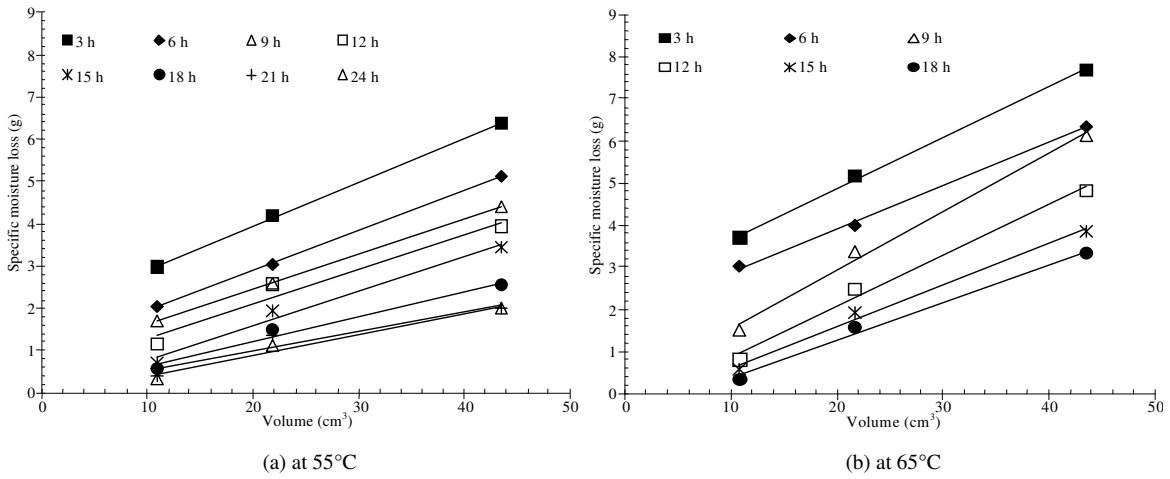 9
8
7
6
5
4
3
2
1
0
3 h 6 h 9 h 12 h
15 h 18 h 21 h 24 h
Specific moisture loss (g)
0 10 20 30 40 50
Volume (cm³)
(a) at 55°C
9
8
7
6
5
4
3
2
1
0
3 h 6 h 9 h
12 h 15 h 18 h
Specific moisture loss (g)
0 10 20 30 40 50
Volume (cm³)
(b) at 65°C